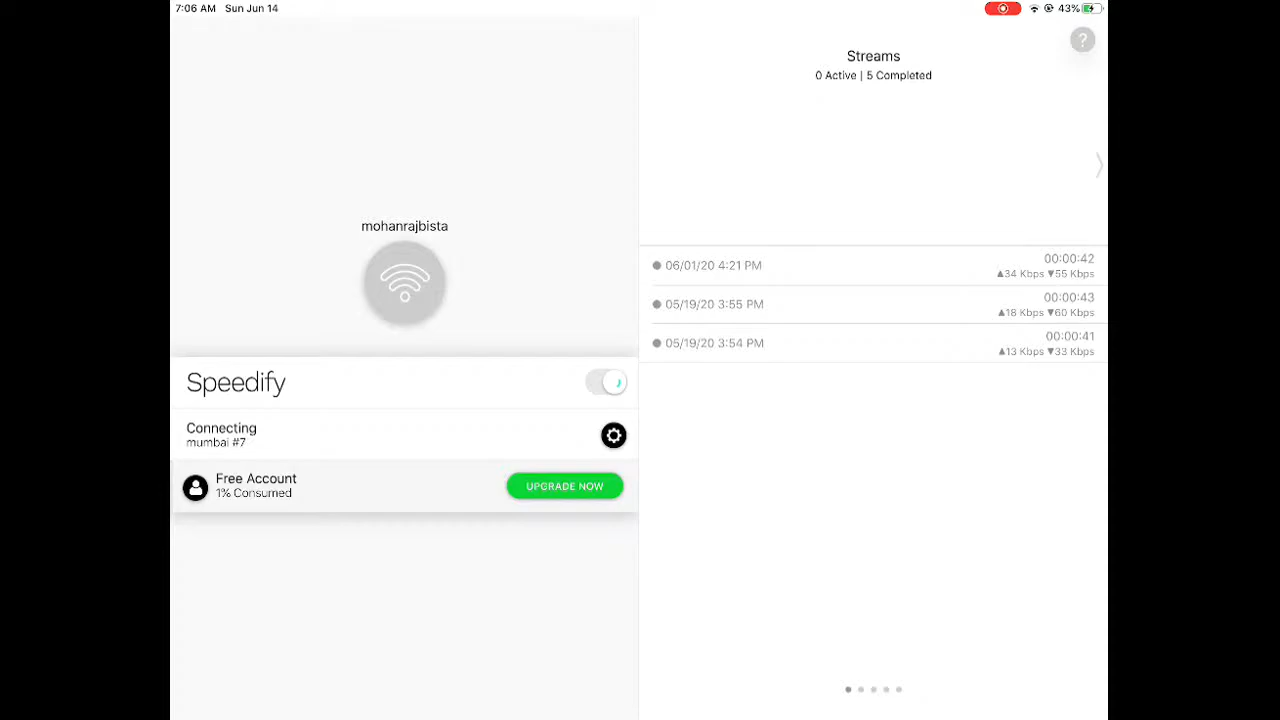 7:06 AM Sun Jun 14
43%
mohanrajbista
Speedify
Connecting
mumbai #7
Free Account
1% Consumed
UPGRADE NOW
?
Streams
0 Active | 5 Completed
06/01/20 4:21 PM
00:00:42
▲34 Kbps ▼55 Kbps
05/19/20 3:55 PM
00:00:43
▲18 Kbps ▼60 Kbps
05/19/20 3:54 PM
00:00:41
▲13 Kbps ▼33 Kbps